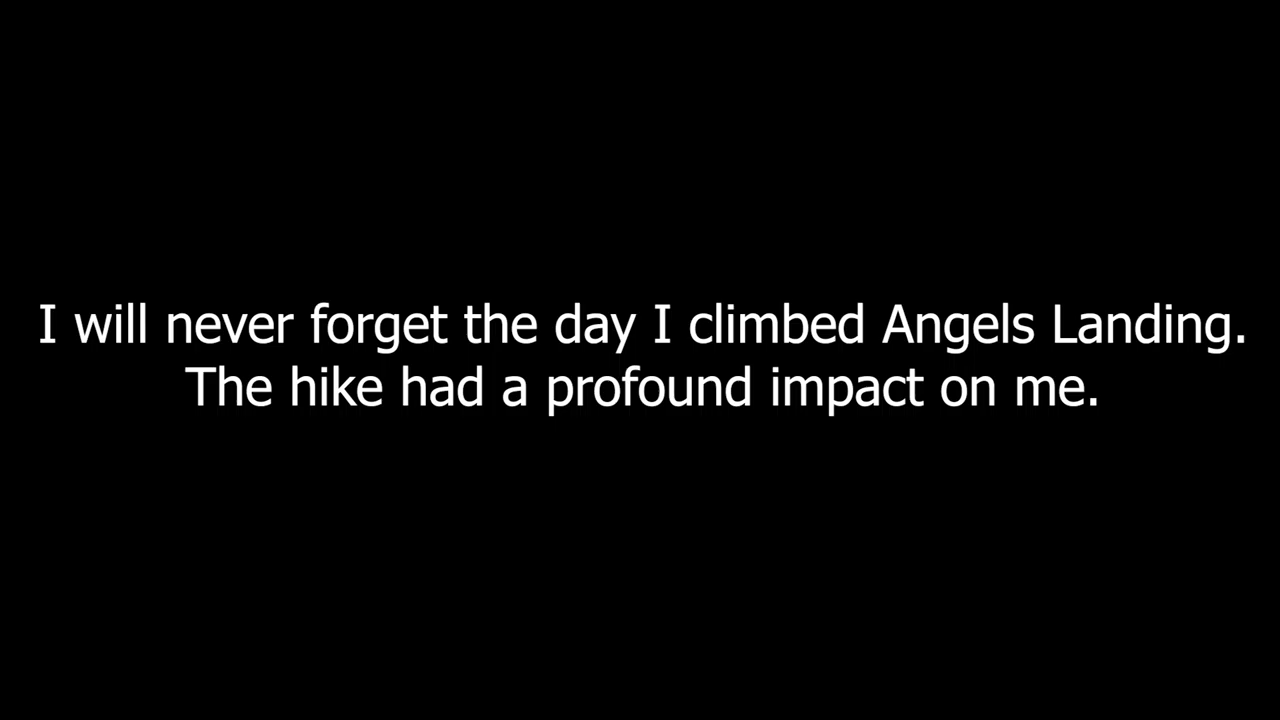 I will never forget the day I climbed Angels Landing.
The hike had a profound impact on me.